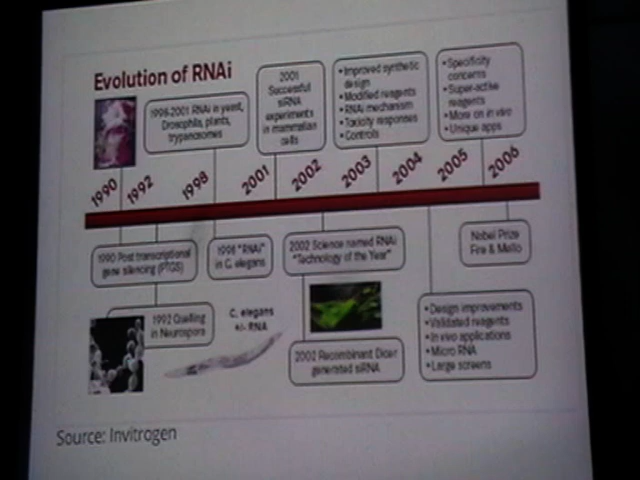 Evolution of RNAi
1998-2001 RNAi in yeast,
Drosophila, plants,
trypanosomes
2001
Successful
siRNA
experiments
in mammalian
cells
• Improved synthetic
design
• Modified reagents
• RNAi mechanism
• Toxicity responses
• Controls
• Specificity
concerns
• Super-active
reagents
• More on in vivo
• Unique apps
1990 1992 1998 2001 2002 2003 2004 2005 2006
1990 Post transcriptional
gene silencing (PTGS)
1998 "RNAi"
in C. elegans
2002 Science named RNAi
"Technology of the Year"
Nobel Prize
Fire & Mello
1992 Quelling
in Neurospora
C. elegans
+/- RNA
2002 Recombinant Dicer
generated siRNA
• Design improvements
• Validated reagents
• In vivo applications
• Micro RNA
• Large screens
Source: Invitrogen